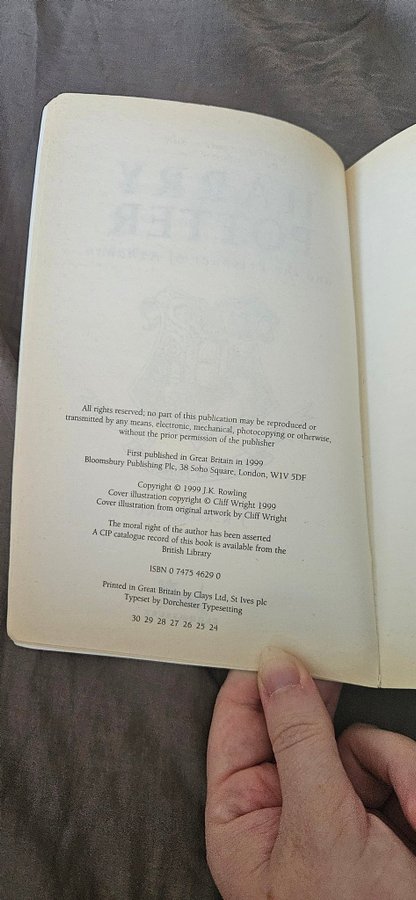 HARRY
POTTER
All rights reserved; no part of this publication may be reproduced or
transmitted by any means, electronic, mechanical, photocopying or otherwise,
without the prior permission of the publisher
First published in Great Britain in 1999
Bloomsbury Publishing Plc, 38 Soho Square, London, W1V 5DF
Copyright © 1999 J.K. Rowling
Cover illustration copyright © Cliff Wright 1999
Cover illustration from original artwork by Cliff Wright
The moral right of the author has been asserted
A CIP catalogue record of this book is available from the
British Library
ISBN 0 7475 4629 0
Printed in Great Britain by Clays Ltd, St Ives plc
Typeset by Dorchester Typesetting
30 29 28 27 26 25 24